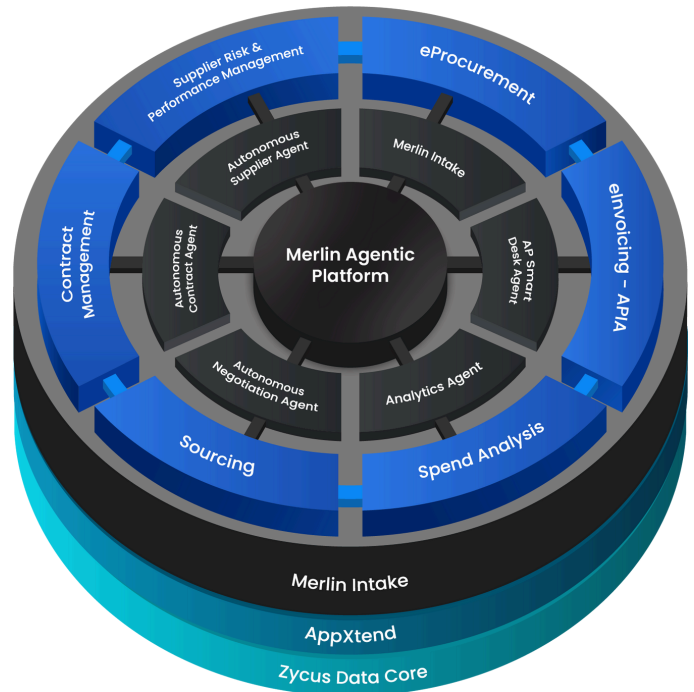 Supplier Risk &
Performance Management
eProcurement
Autonomous
Supplier Agent
Merlin Intake
Contract
Management
Autonomous
Contract Agent
Merlin Agentic
Platform
AP Smart
Desk Agent
eInvoicing - APIA
Autonomous
Negotiation Agent
Analytics Agent
Sourcing
Spend Analysis
Merlin Intake
AppXtend
Zycus Data Core